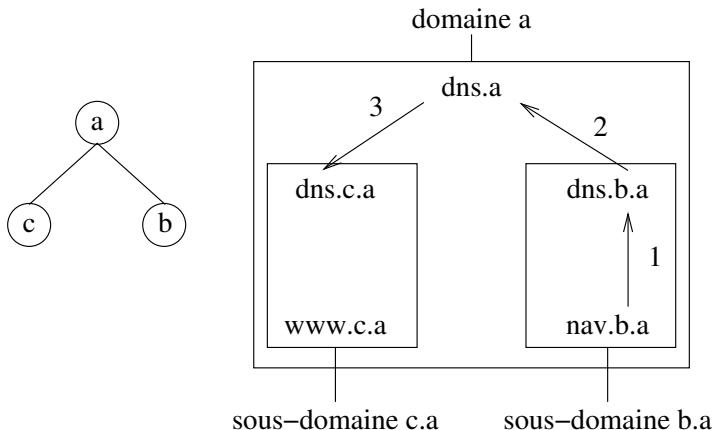 domaine a
dns.a
3
2
a
c
b
dns.c.a
dns.b.a
1
www.c.a
nav.b.a
sous−domaine c.a
sous−domaine b.a